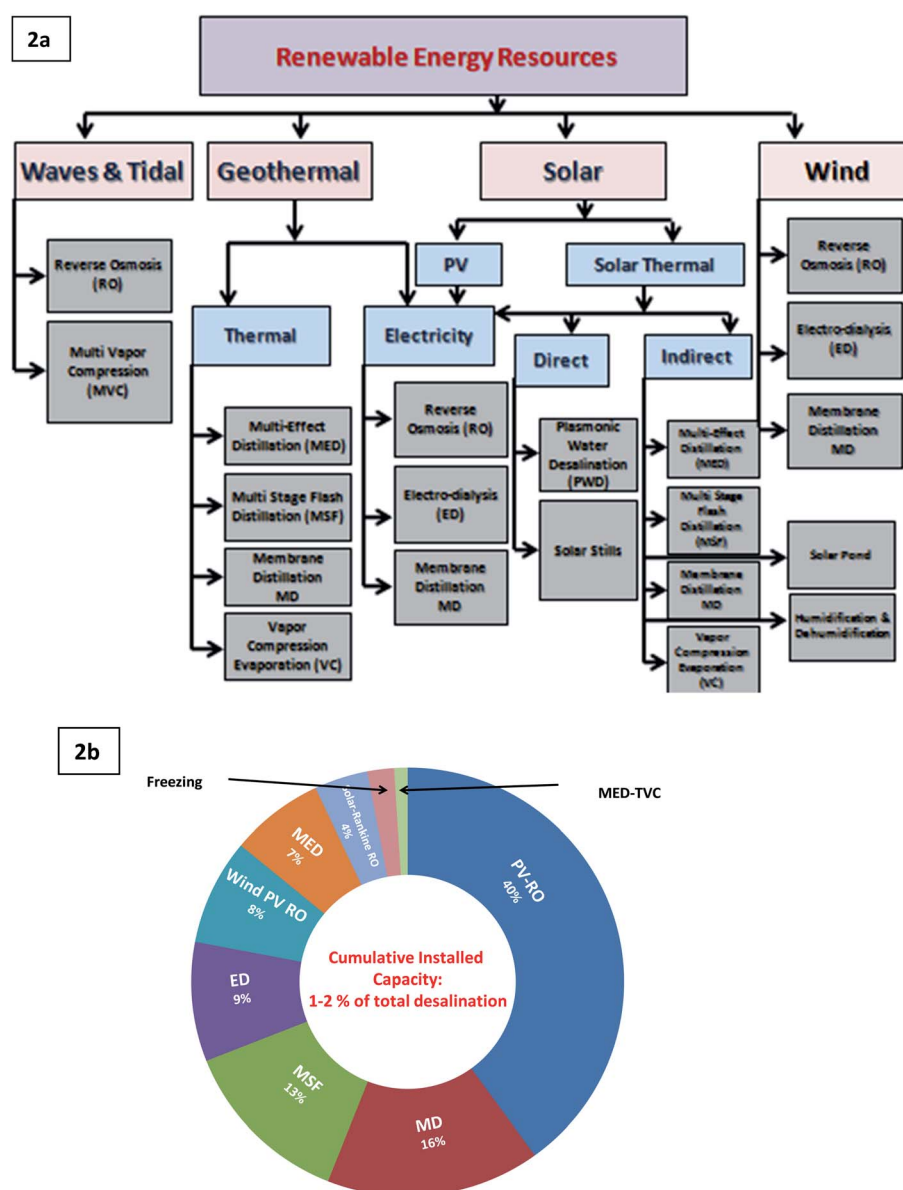 2a
Renewable Energy Resources
Waves & Tidal
Geothermal
Solar
Wind
Reverse Osmosis
(RO)
Multi Vapor
Compression
(MVC)
PV
Solar Thermal
Thermal
Electricity
Direct
Indirect
Reverse
Osmosis (RO)
Electro-dialysis
(ED)
Membrane
Distillation
MD
Multi-Effect
Distillation (MED)
Multi Stage Flash
Distillation (MSF)
Membrane
Distillation
MD
Vapor
Compression
Evaporation (VC)
Reverse
Osmosis (RO)
Electro-dialysis
(ED)
Membrane
Distillation
MD
Plasmonic
Water
Desalination
(PWD)
Solar Stills
Multi-Effect
Distillation
(MED)
Multi Stage
Flash
Distillation
(MSF)
Membrane
Distillation
MD
Vapor
Compression
Evaporation
(VC)
Solar Pond
Humidification &
Dehumidification
2b
Freezing
MED-TVC
Solar-Rankine RO
4%
MED
7%
Wind PV RO
8%
ED
9%
MSF
13%
MD
16%
PV-RO
40%
Cumulative Installed
Capacity:
1-2 % of total desalination